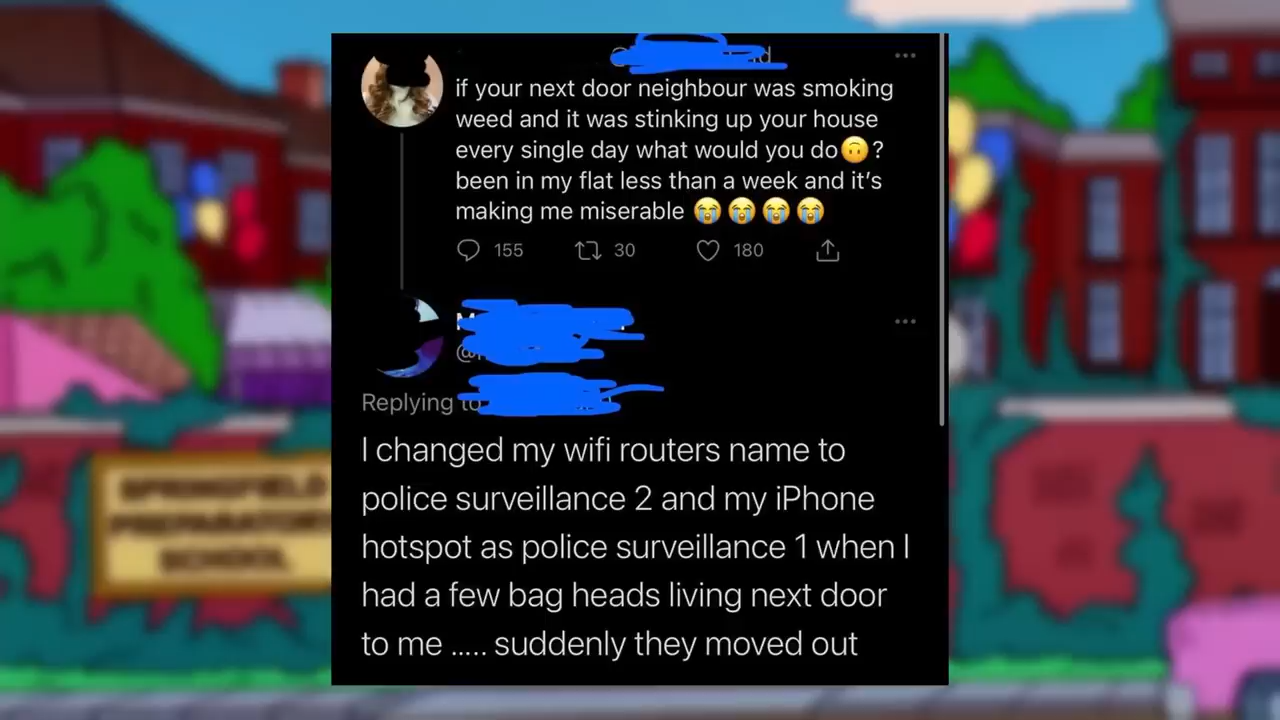 if your next door neighbour was smoking
weed and it was stinking up your house
every single day what would you do🙃?
been in my flat less than a week and it's
making me miserable 😭😭😭😭
155 30 180
Replying to
I changed my wifi routers name to
police surveillance 2 and my iPhone
hotspot as police surveillance 1 when I
had a few bag heads living next door
to me ..... suddenly they moved out
SPRINGFIELD
PREPARATORY
SCHOOL